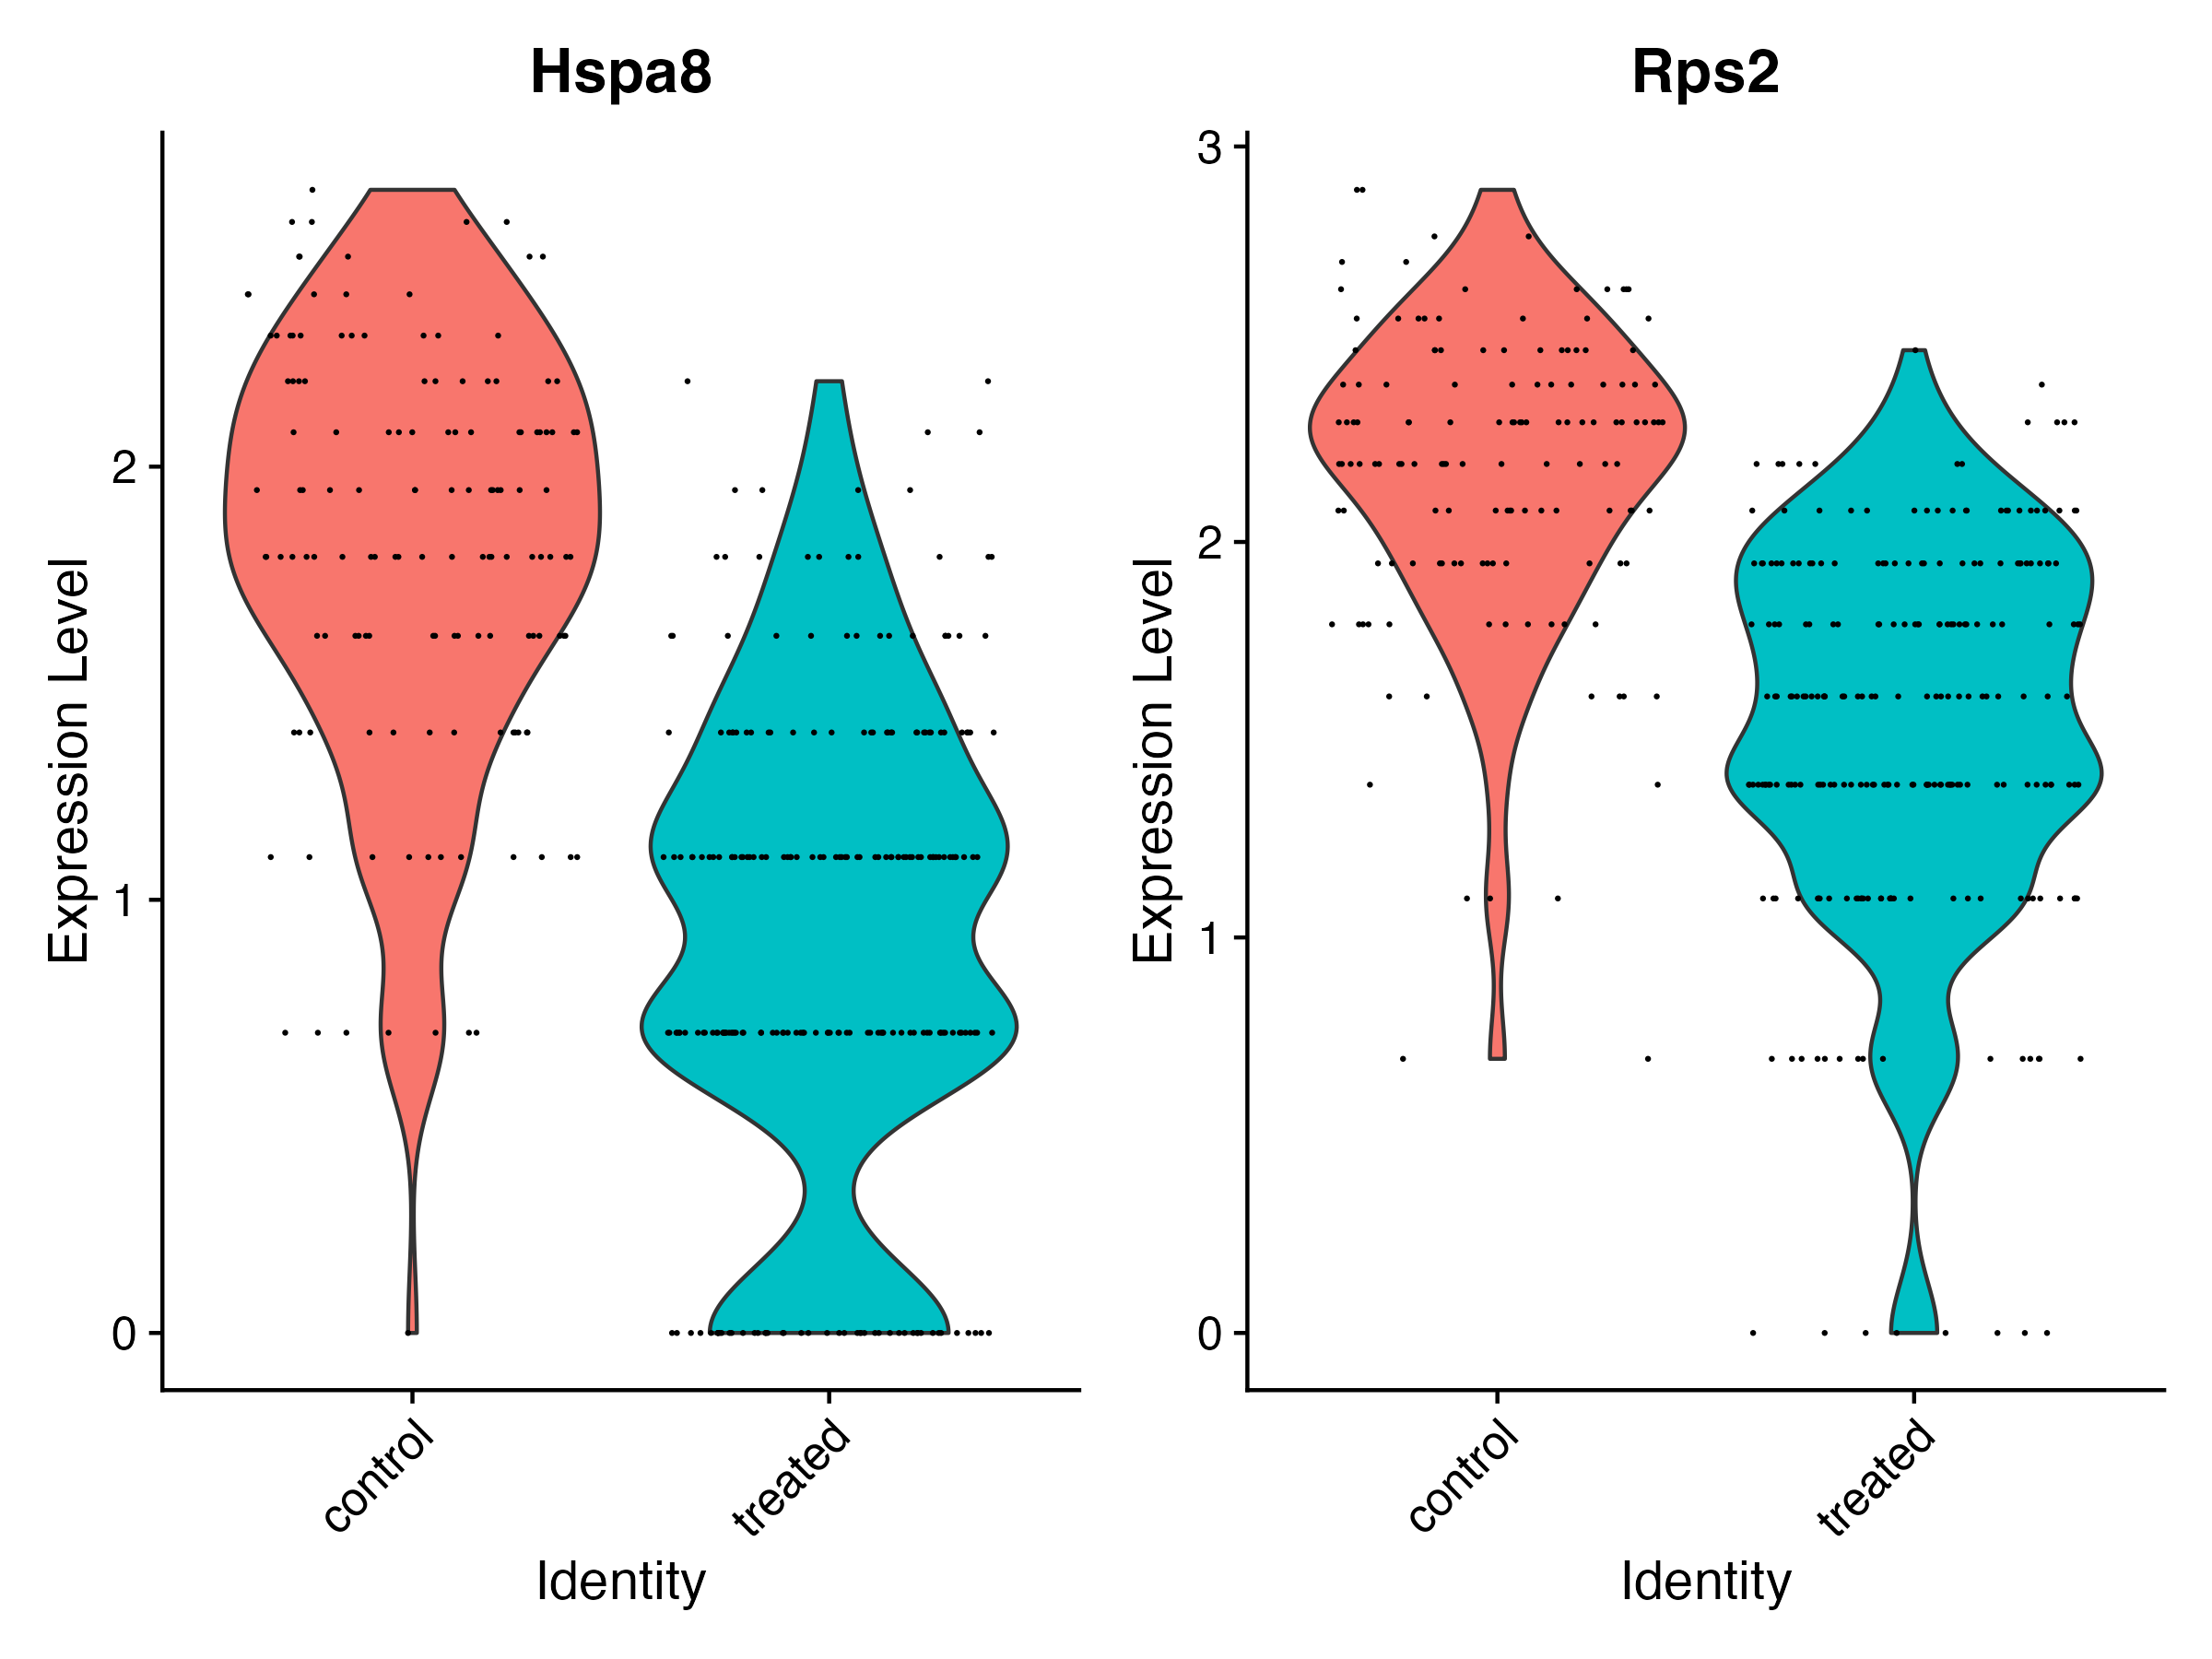 Hspa8
Expression Level
2
1
0
control
treated
Identity
Rps2
Expression Level
3
2
1
0
control
treated
Identity